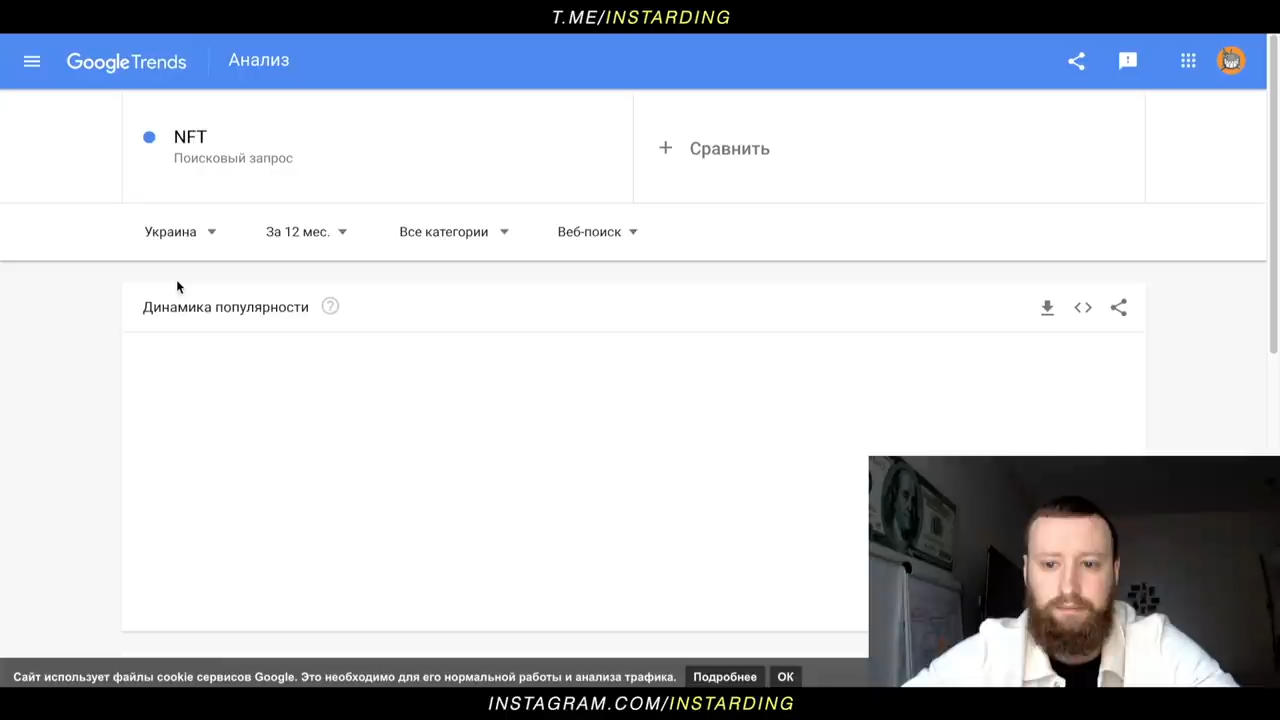 T.ME/INSTARDING
Google Trends
Анализ
NFT
Поисковый запрос
+ Сравнить
Украина
За 12 мес.
Все категории
Веб-поиск
Динамика популярности
Сайт использует файлы cookie сервисов Google. Это необходимо для его нормальной работы и анализа трафика.
Подробнее
ОК
INSTAGRAM.COM/INSTARDING